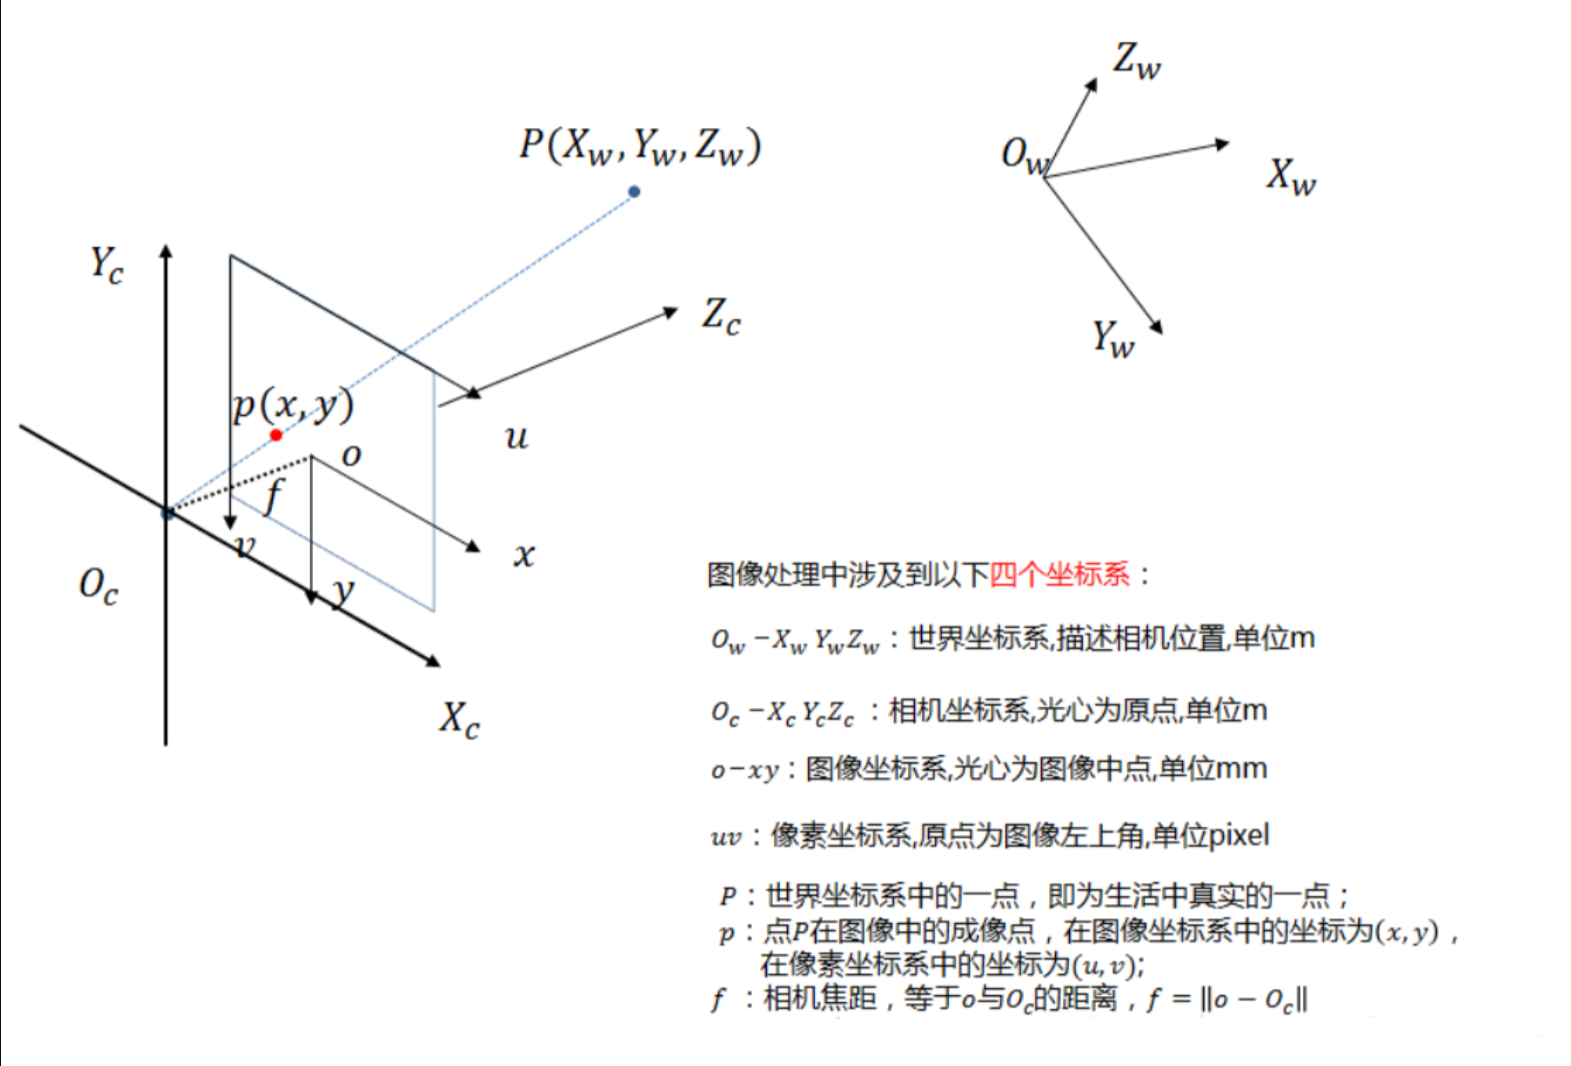 Z_w
P(X_w, Y_w, Z_w)
O_w
X_w
Y_c
Z_c
Y_w
p(x, y)
u
o
f
v
x
O_c
y
X_c
图像处理中涉及到以下四个坐标系：
O_w－X_w Y_w Z_w：世界坐标系,描述相机位置,单位m
O_c－X_c Y_c Z_c：相机坐标系,光心为原点,单位m
o－xy：图像坐标系,光心为图像中点,单位mm
uv：像素坐标系,原点为图像左上角,单位pixel
P：世界坐标系中的一点，即为生活中真实的一点；
p：点P在图像中的成像点，在图像坐标系中的坐标为(x, y)，
在像素坐标系中的坐标为(u, v);
f：相机焦距，等于o与O_c的距离，f = ‖o − O_c‖